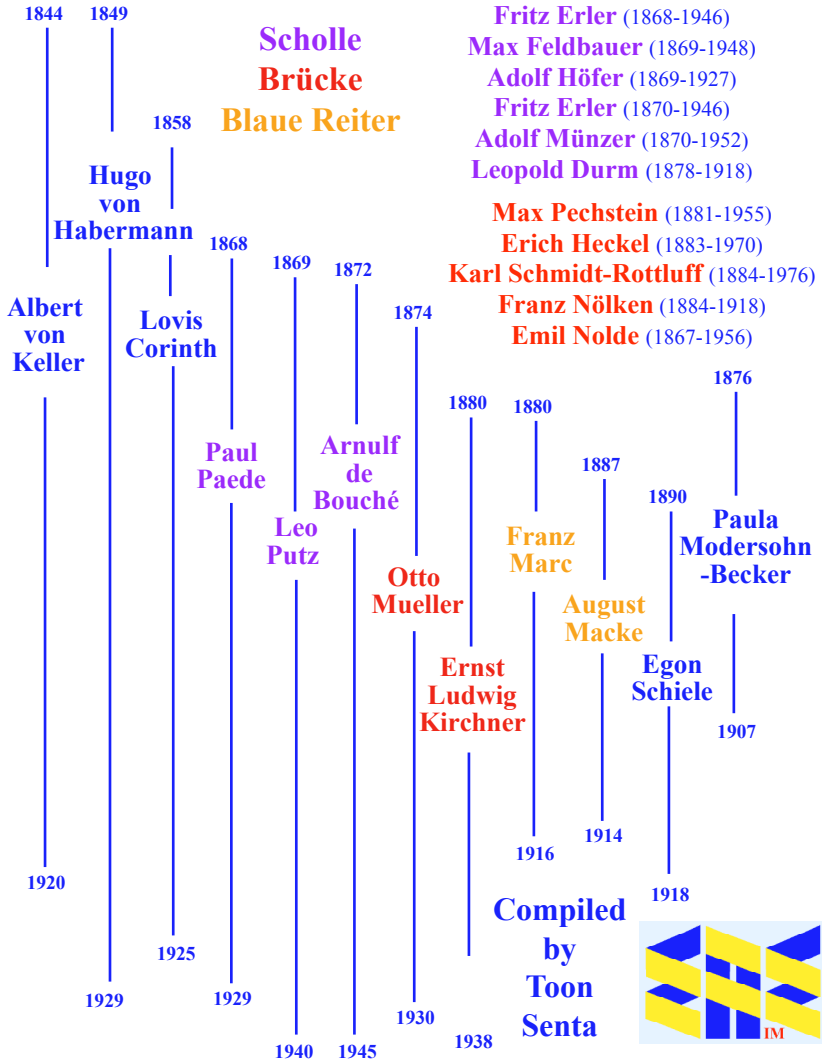 1844
1849
Scholle
Brücke
Blaue Reiter
Fritz Erler (1868-1946)
Max Feldbauer (1869-1948)
Adolf Höfer (1869-1927)
Fritz Erler (1870-1946)
Adolf Münzer (1870-1952)
Leopold Durm (1878-1918)
Max Pechstein (1881-1955)
Erich Heckel (1883-1970)
Karl Schmidt-Rottluff (1884-1976)
Franz Nölken (1884-1918)
Emil Nolde (1867-1956)
1858
Hugo
von
Habermann
1868
1869
1872
1874
Albert
von
Keller
Lovis
Corinth
1876
1880
1880
1887
1890
Paul
Paede
Arnulf
de
Bouché
Leo
Putz
Franz
Marc
Paula
Modersohn
-Becker
Otto
Mueller
August
Macke
Ernst
Ludwig
Kirchner
Egon
Schiele
1907
1914
1916
1920
1918
1925
1929
1929
1930
1938
1940
1945
Compiled
by
Toon
Senta
IM